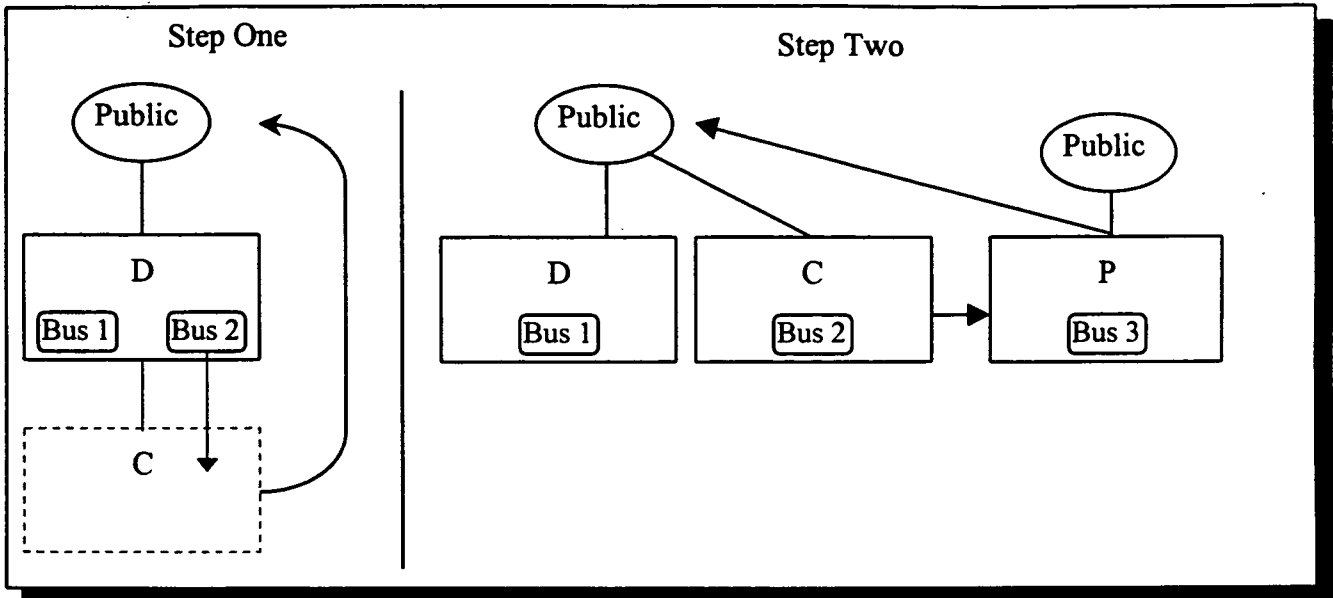 Step One
Public
D
Bus 1
Bus 2
C
Step Two
Public
Public
D
C
P
Bus 1
Bus 2
Bus 3